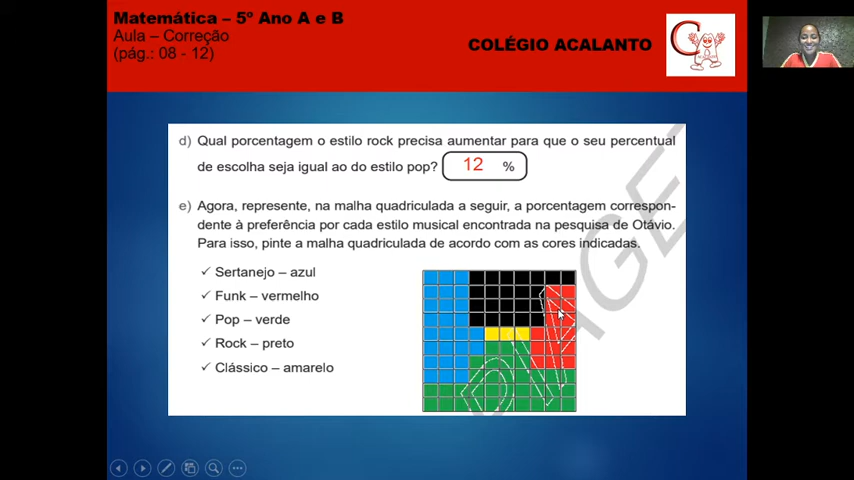 Matemática – 5º Ano A e B
Aula – Correção
(pág.: 08 - 12)
COLÉGIO ACALANTO
d) Qual porcentagem o estilo rock precisa aumentar para que o seu percentual
de escolha seja igual ao do estilo pop? 12 %
e) Agora, represente, na malha quadriculada a seguir, a porcentagem correspon-
dente à preferência por cada estilo musical encontrada na pesquisa de Otávio.
Para isso, pinte a malha quadriculada de acordo com as cores indicadas.
✓ Sertanejo – azul
✓ Funk – vermelho
✓ Pop – verde
✓ Rock – preto
✓ Clássico – amarelo